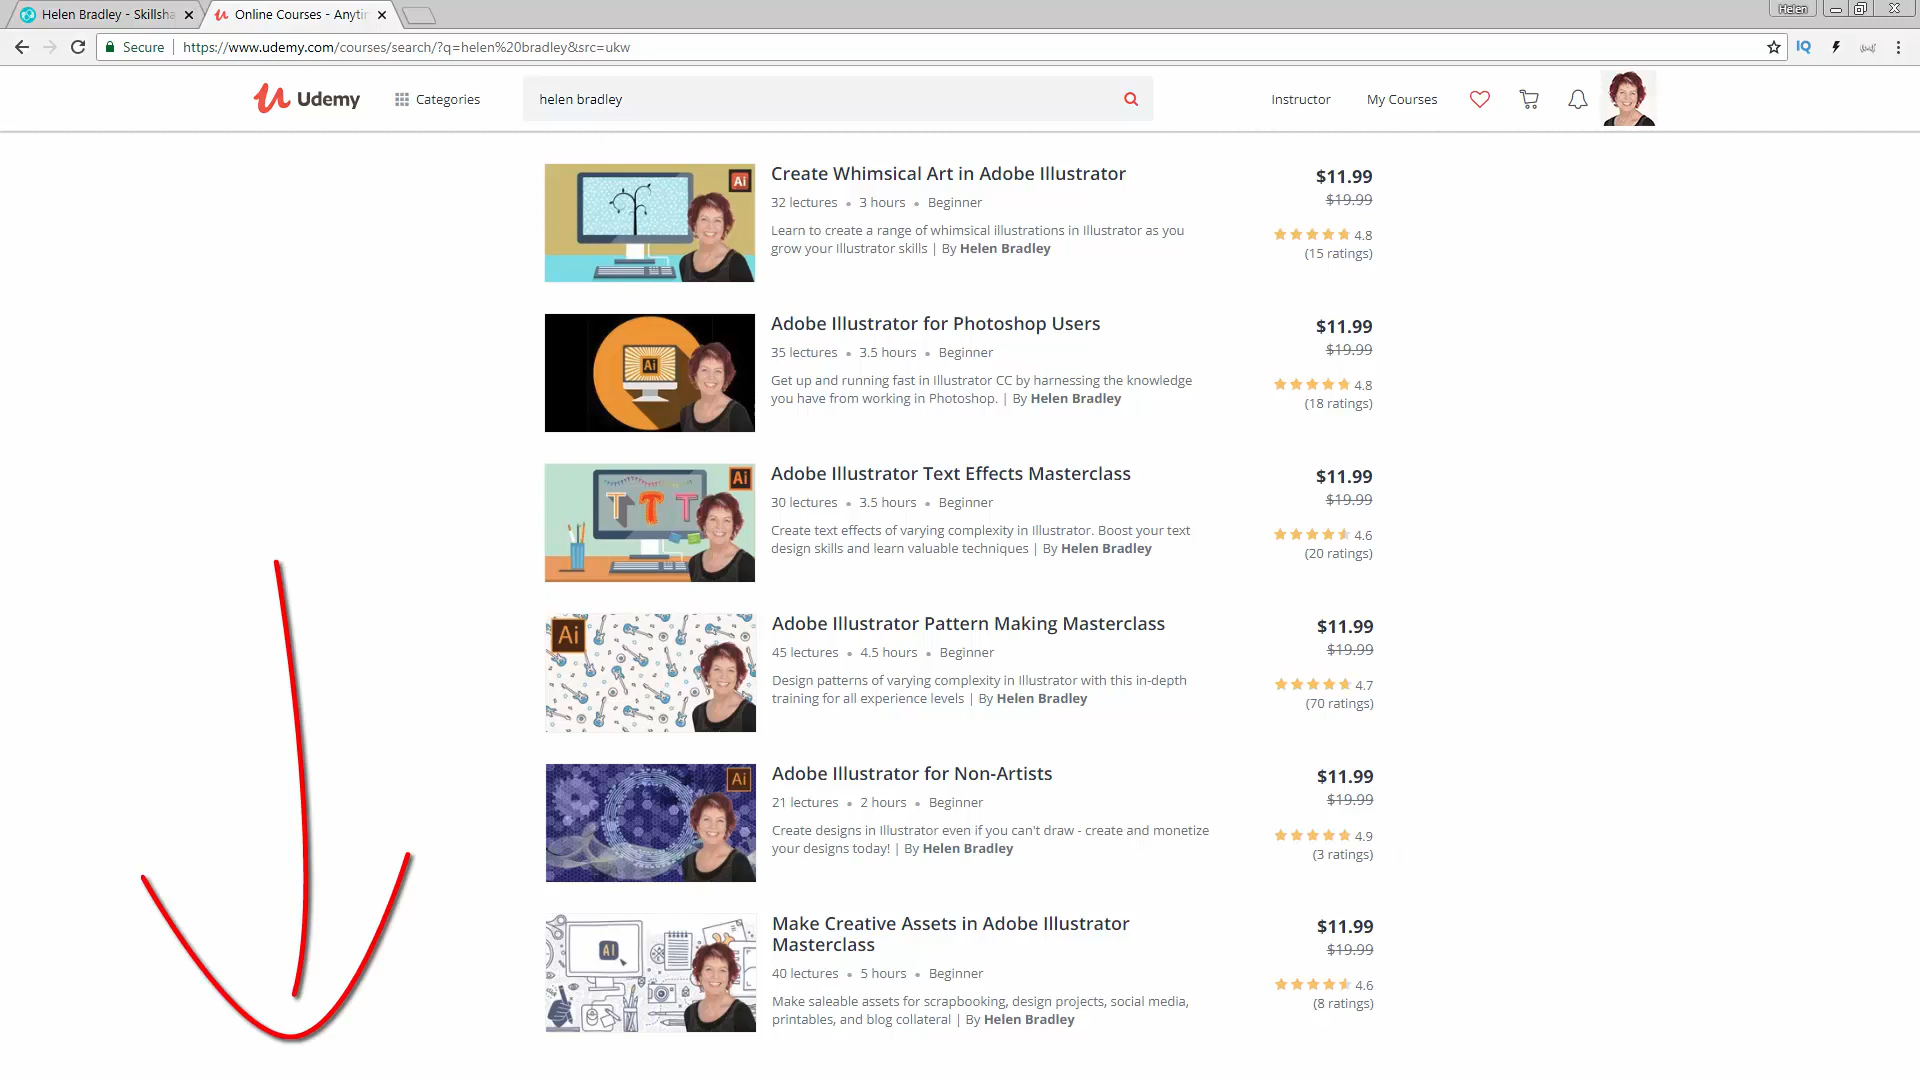 Helen Bradley - Skillsha
Online Courses - Anytin
Helen
Secure
https://www.udemy.com/courses/search/?q=helen%20bradley&src=ukw
IQ
Udemy
Categories
helen bradley
Instructor
My Courses
Ai
Create Whimsical Art in Adobe Illustrator
$11.99
32 lectures • 3 hours • Beginner
$19.99
Learn to create a range of whimsical illustrations in Illustrator as you
4.8
grow your Illustrator skills | By Helen Bradley
(15 ratings)
Ai
Adobe Illustrator for Photoshop Users
$11.99
35 lectures • 3.5 hours • Beginner
$19.99
Get up and running fast in Illustrator CC by harnessing the knowledge
4.8
you have from working in Photoshop. | By Helen Bradley
(18 ratings)
Ai
T T T
Adobe Illustrator Text Effects Masterclass
$11.99
30 lectures • 3.5 hours • Beginner
$19.99
Create text effects of varying complexity in Illustrator. Boost your text
4.6
design skills and learn valuable techniques | By Helen Bradley
(20 ratings)
Ai
Adobe Illustrator Pattern Making Masterclass
$11.99
45 lectures • 4.5 hours • Beginner
$19.99
Design patterns of varying complexity in Illustrator with this in-depth
4.7
training for all experience levels | By Helen Bradley
(70 ratings)
Ai
Adobe Illustrator for Non-Artists
$11.99
21 lectures • 2 hours • Beginner
$19.99
Create designs in Illustrator even if you can't draw - create and monetize
4.9
your designs today! | By Helen Bradley
(3 ratings)
AI
Make Creative Assets in Adobe Illustrator
Masterclass
$11.99
$19.99
40 lectures • 5 hours • Beginner
4.6
Make saleable assets for scrapbooking, design projects, social media,
(8 ratings)
printables, and blog collateral | By Helen Bradley